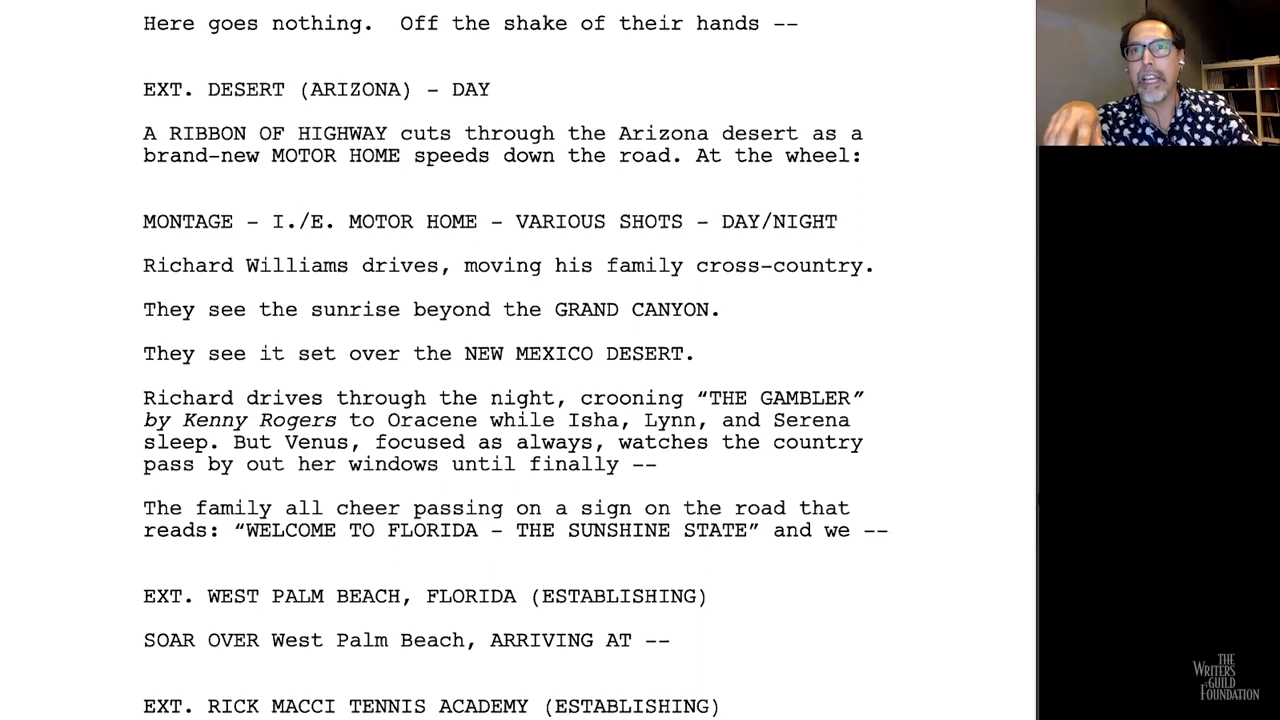 Here goes nothing.  Off the shake of their hands --
EXT. DESERT (ARIZONA) - DAY
A RIBBON OF HIGHWAY cuts through the Arizona desert as a
brand-new MOTOR HOME speeds down the road. At the wheel:
MONTAGE - I./E. MOTOR HOME - VARIOUS SHOTS - DAY/NIGHT
Richard Williams drives, moving his family cross-country.
They see the sunrise beyond the GRAND CANYON.
They see it set over the NEW MEXICO DESERT.
Richard drives through the night, crooning “THE GAMBLER”
by Kenny Rogers to Oracene while Isha, Lynn, and Serena
sleep. But Venus, focused as always, watches the country
pass by out her windows until finally --
The family all cheer passing on a sign on the road that
reads: “WELCOME TO FLORIDA - THE SUNSHINE STATE” and we --
EXT. WEST PALM BEACH, FLORIDA (ESTABLISHING)
SOAR OVER West Palm Beach, ARRIVING AT --
EXT. RICK MACCI TENNIS ACADEMY (ESTABLISHING)
THE
WRITERS
GUILD
FOUNDATION